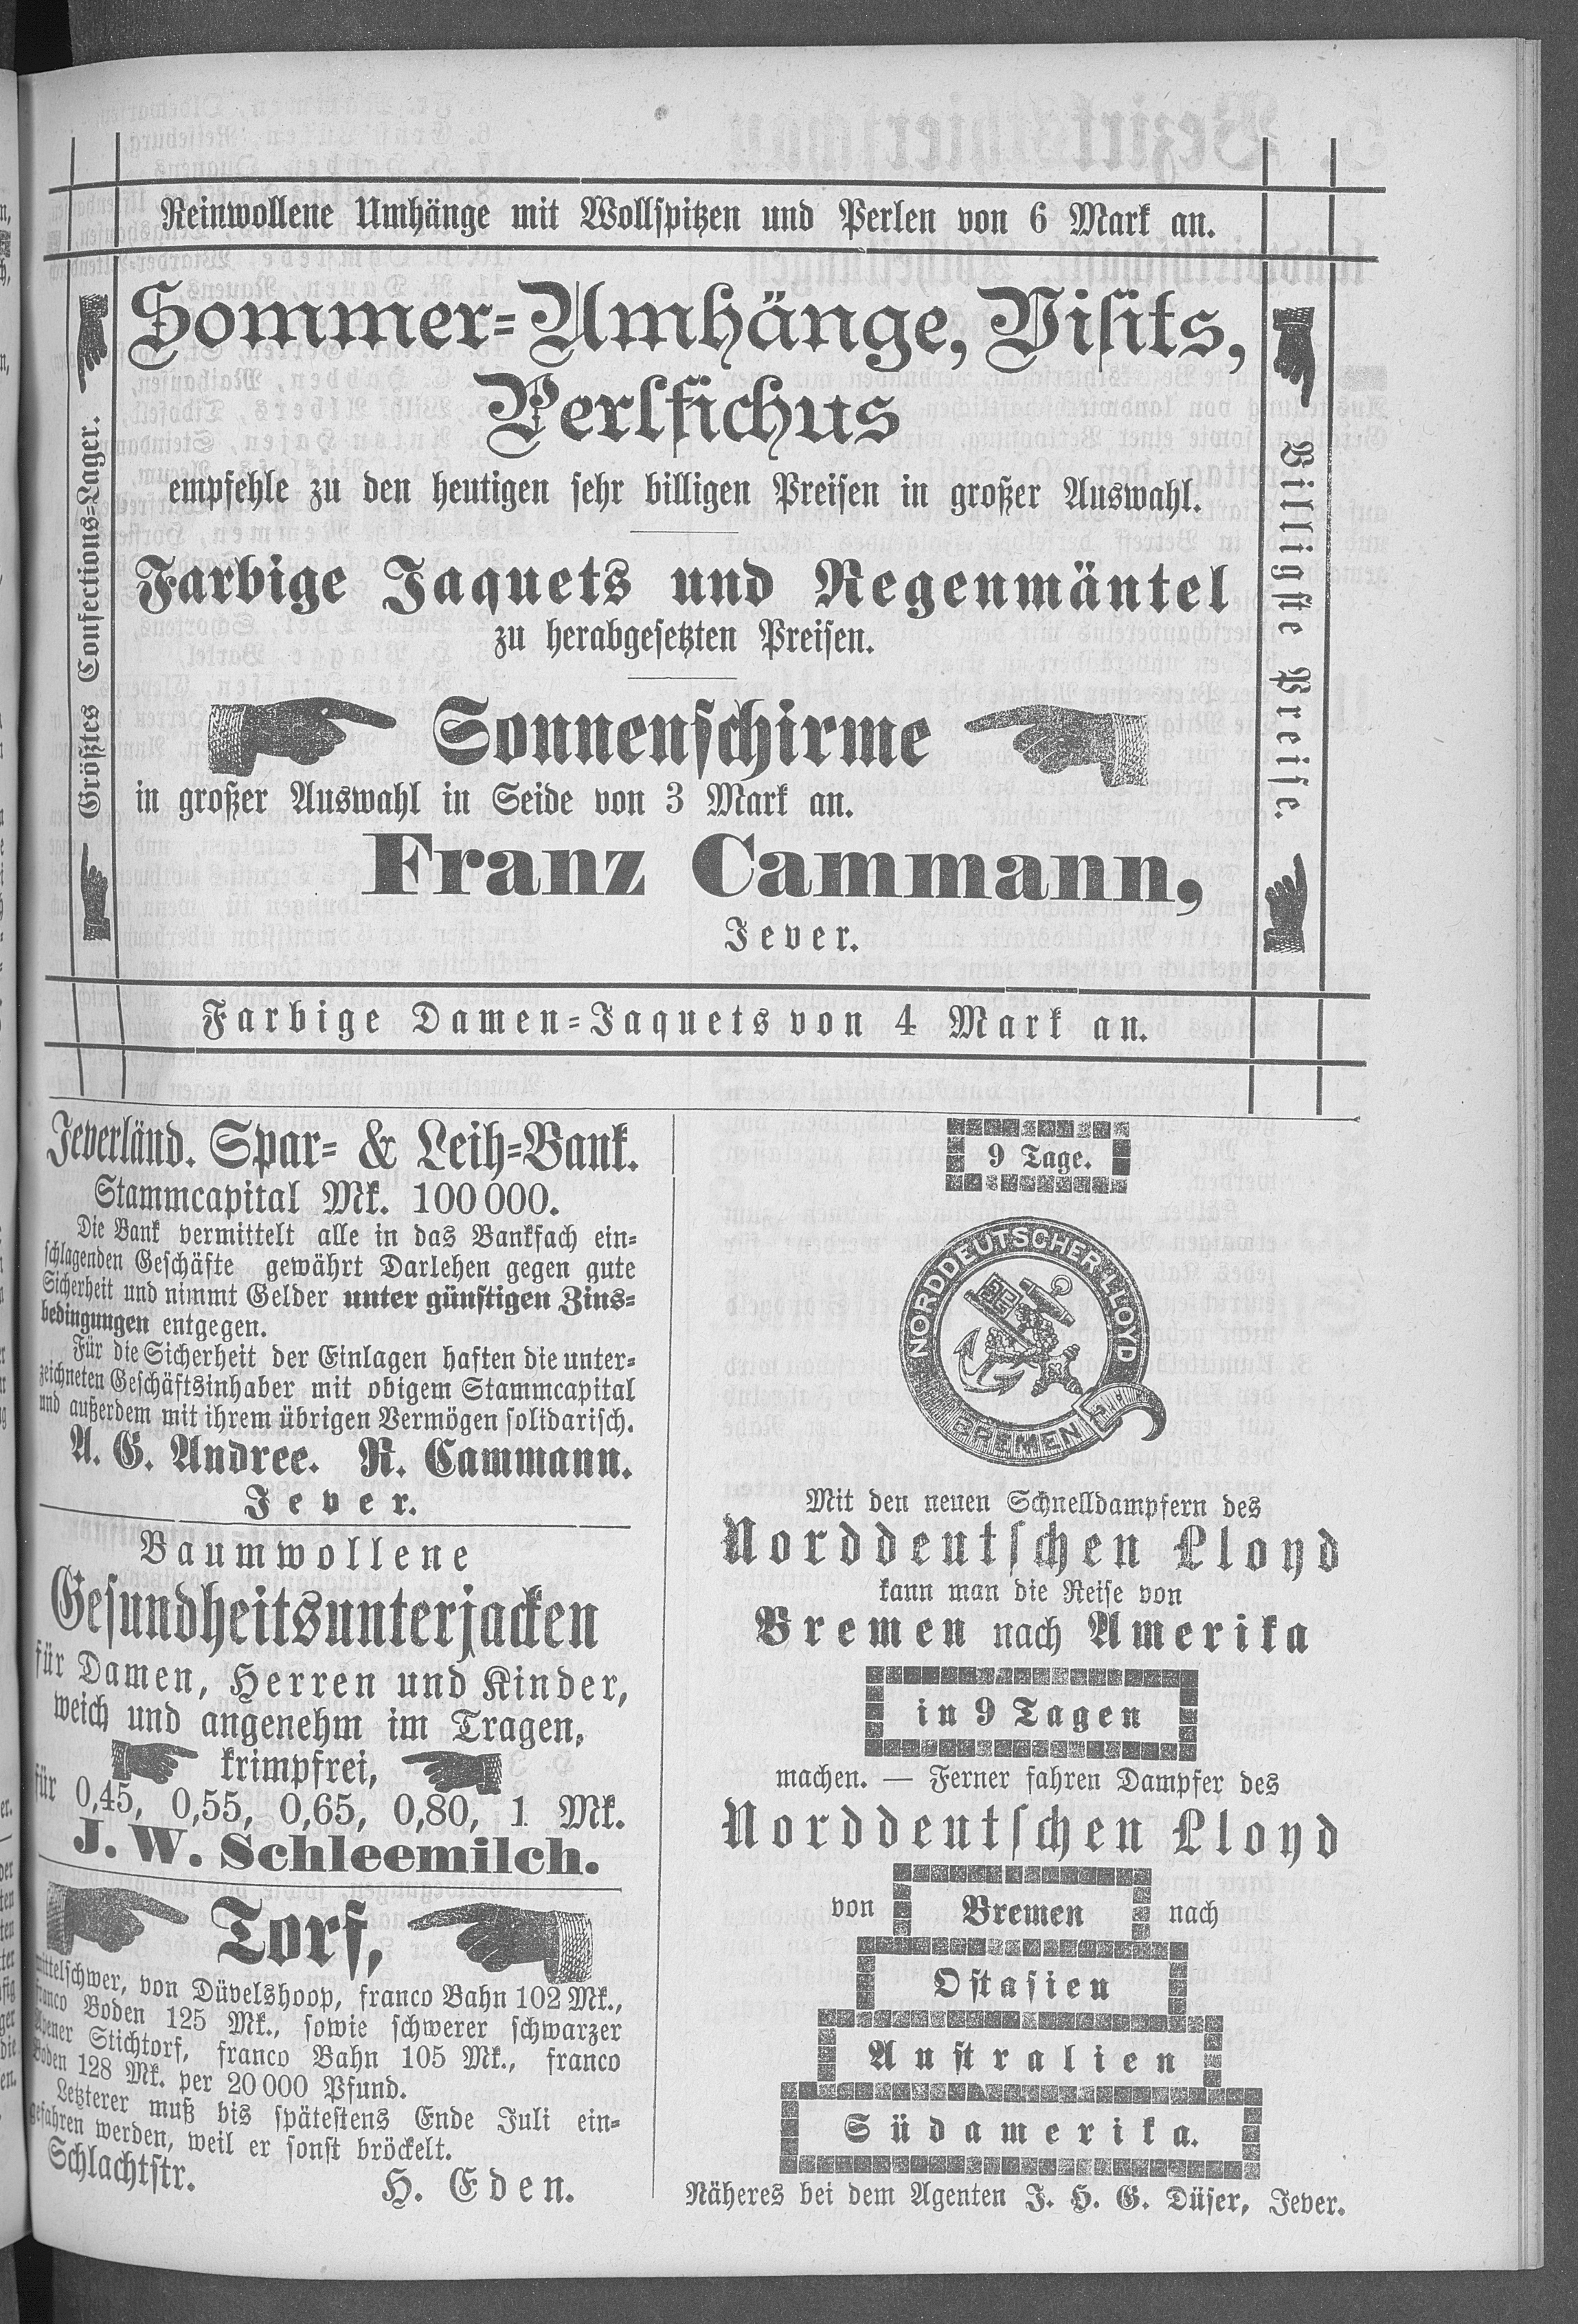 Reinwollene Umhänge mit Wollspitzen und Perlen von 6 Mark an.
Größtes Confections-Lager.
Sommer-Umhänge, Visits,
Perlfichus
empfehle zu den heutigen sehr billigen Preisen in großer Auswahl.
Farbige Jaquets und Regenmäntel
zu herabgesetzten Preisen.
Sonnenschirme
in großer Auswahl in Seide von 3 Mark an.
Franz Cammann,
Jever.
Billigste Preise.
Farbige Damen-Jaquets von 4 Mark an.
Jeverländ. Spar- & Leih-Bank.
Stammcapital Mk. 100 000.
Die Bank vermittelt alle in das Bankfach ein-
schlagenden Geschäfte gewährt Darlehen gegen gute
Sicherheit und nimmt Gelder unter günstigen Zins-
bedingungen entgegen.
Für die Sicherheit der Einlagen haften die unter-
zeichneten Geschäftsinhaber mit obigem Stammcapital
und außerdem mit ihrem übrigen Vermögen solidarisch.
A. G. Andree. R. Cammann.
Jever.
Baumwollene
Gesundheitsunterjacken
für Damen, Herren und Kinder,
weich und angenehm im Tragen,
krimpfrei,
für 0,45, 0,55, 0,65, 0,80, 1 Mk.
J. W. Schleemilch.
Torf,
mittelschwer, von Düvelshoop, franco Bahn 102 Mk.,
franco Boden 125 Mk., sowie schwerer schwarzer
Stichtorf, franco Bahn 105 Mk., franco
Boden 128 Mk. per 20 000 Pfund.
Letzterer muß bis spätestens Ende Juli ein-
gefahren werden, weil er sonst bröckelt.
Schlachtstr. H. Eden.
9 Tage.
NORDDEUTSCHER LLOYD
BREMEN
Mit den neuen Schnelldampfern des
Norddeutschen Lloyd
kann man die Reise von
Bremen nach Amerika
in 9 Tagen
machen. — Ferner fahren Dampfer des
Norddeutschen Lloyd
von Bremen nach
Ostasien
Australien
Südamerika.
Näheres bei dem Agenten J. H. G. Düser, Jever.